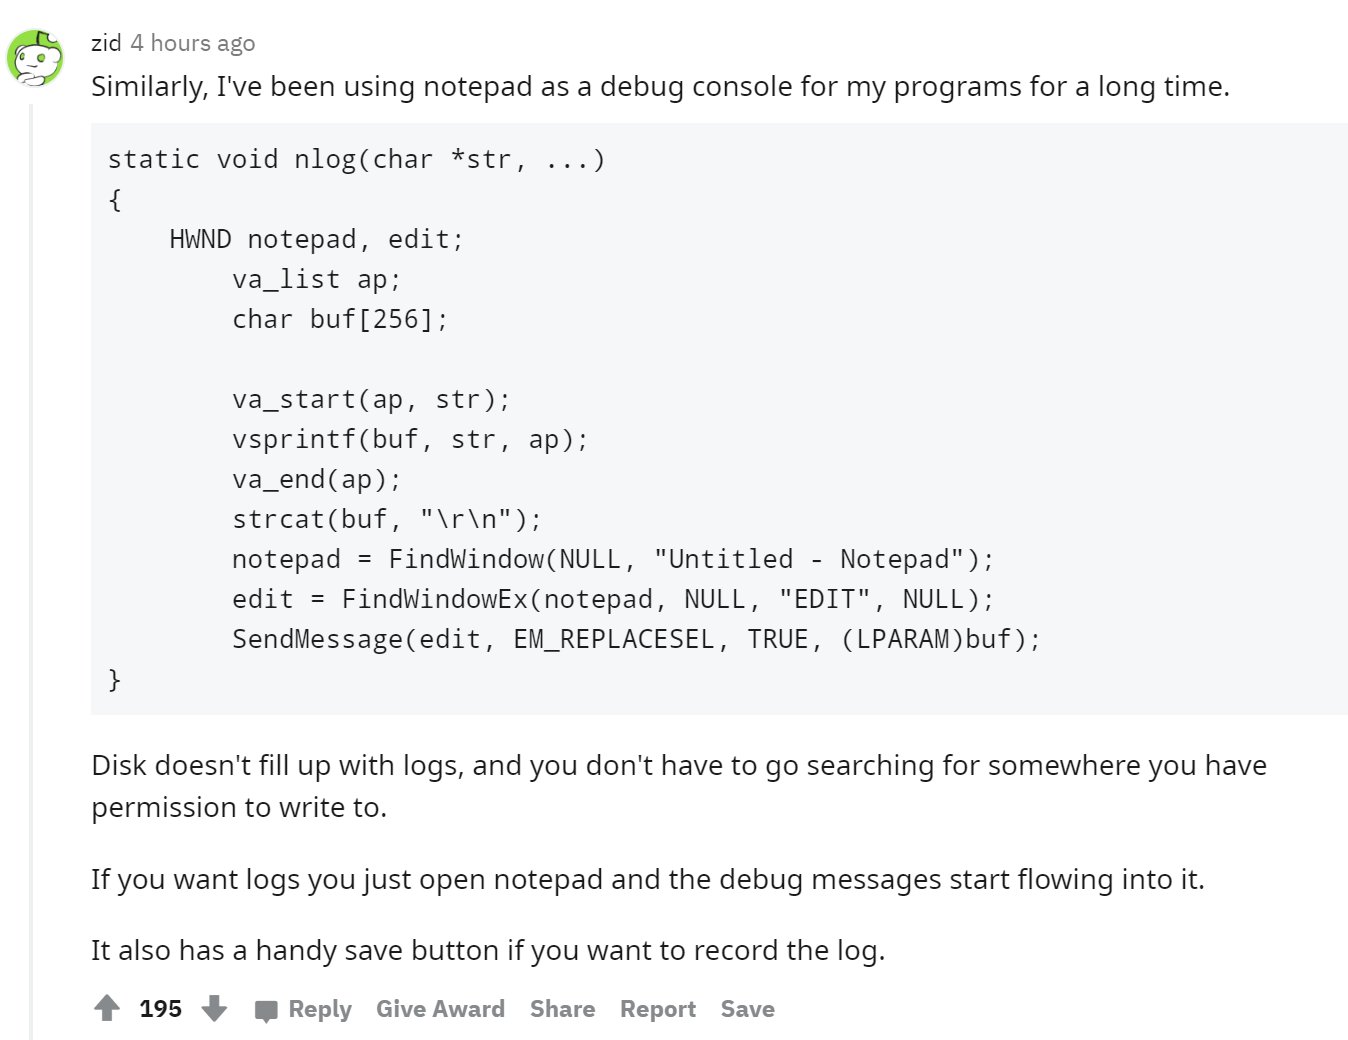 zid 4 hours ago
Similarly, I've been using notepad as a debug console for my programs for a long time.
static void nlog(char *str, ...)
{
    HWND notepad, edit;
        va_list ap;
        char buf[256];

        va_start(ap, str);
        vsprintf(buf, str, ap);
        va_end(ap);
        strcat(buf, "\r\n");
        notepad = FindWindow(NULL, "Untitled - Notepad");
        edit = FindWindowEx(notepad, NULL, "EDIT", NULL);
        SendMessage(edit, EM_REPLACESEL, TRUE, (LPARAM)buf);
}
Disk doesn't fill up with logs, and you don't have to go searching for somewhere you have
permission to write to.
If you want logs you just open notepad and the debug messages start flowing into it.
It also has a handy save button if you want to record the log.
195 Reply Give Award Share Report Save